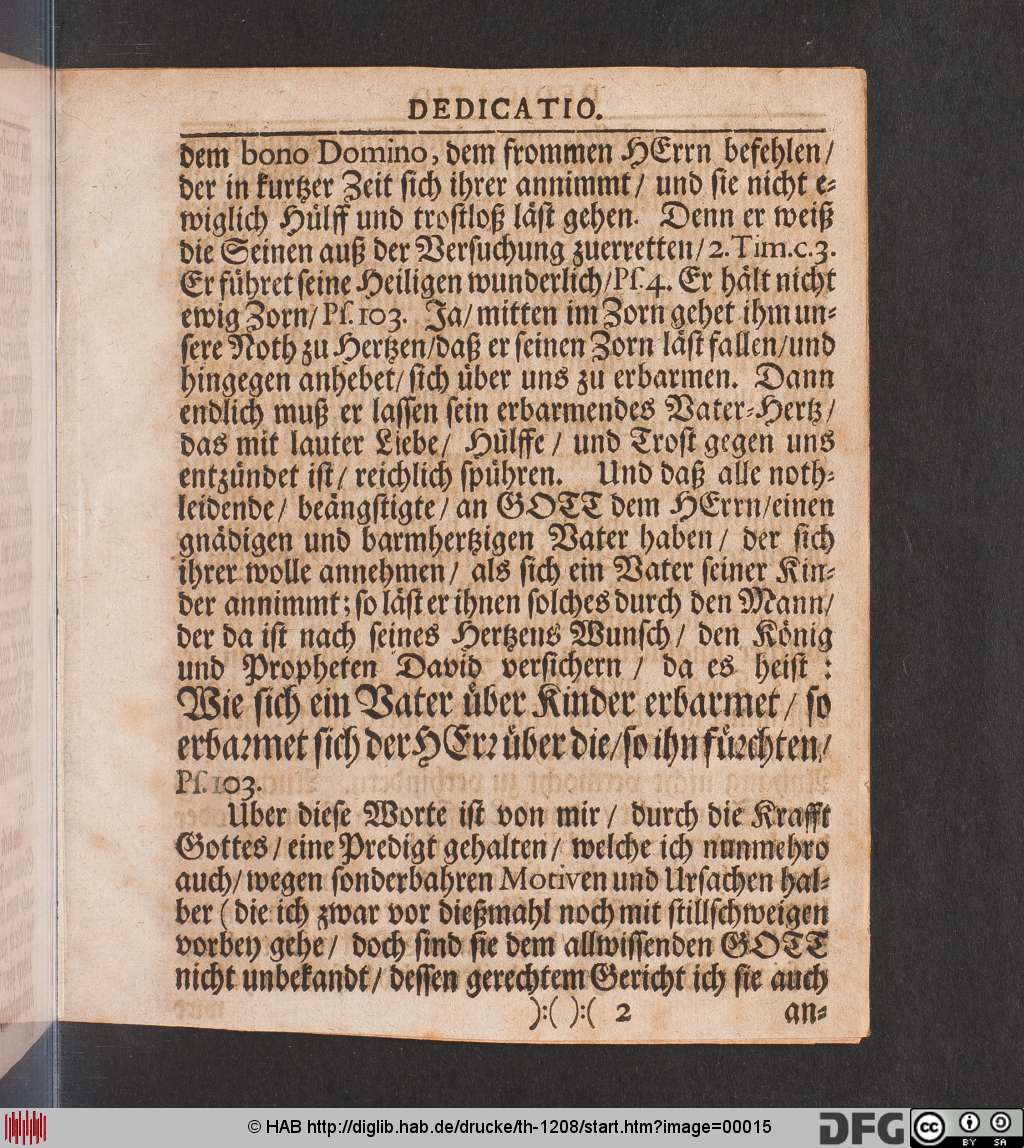 DEDICATIO.
dem bono Domino, dem frommen HErrn befehlen/
der in kurtzer Zeit sich ihrer annimmt/ und sie nicht e-
wiglich Hülff und trostloß läst gehen. Denn er weiß
die Seinen auß der Versuchung zuerretten/2.Tim.c.3.
Er führet seine Heiligen wunderlich/Ps.4. Er hält nicht
ewig Zorn/Ps.103. Ja/mitten im Zorn gehet ihm un-
sere Noth zu Hertzen/daß er seinen Zorn läst fallen/und
hingegen anhebet/sich über uns zu erbarmen. Dann
endlich muß er lassen sein erbarmendes Vater-Hertz/
das mit lauter Liebe/ Hülffe/ und Trost gegen uns
entzündet ist/ reichlich spühren. Und daß alle noth-
leidende/ beängstigte/ an GOTT dem HErrn/einen
gnädigen und barmhertzigen Vater haben/ der sich
ihrer wolle annehmen/ als sich ein Vater seiner Kin-
der annimmt; so läst er ihnen solches durch den Mann/
der da ist nach seines Hertzens Wunsch/ den König
und Propheten David versichern/ da es heist:
Wie sich ein Vater über Kinder erbarmet/ so
erbarmet sich der HErr über die/so ihn fürchten/
Ps.103.
Uber diese Worte ist von mir/ durch die Krafft
Gottes/eine Predigt gehalten/ welche ich nunmehro
auch/wegen sonderbahren Motiven und Ursachen hal-
ber (die ich zwar vor dießmahl noch mit stillschweigen
vorbey gehe/ doch sind sie dem allwissenden GOTT
nicht unbekandt/ dessen gerechtem Gericht ich sie auch
):( ):( 2 an-
© HAB http://diglib.hab.de/drucke/th-1208/start.htm?image=00015
DFG cc BY SA